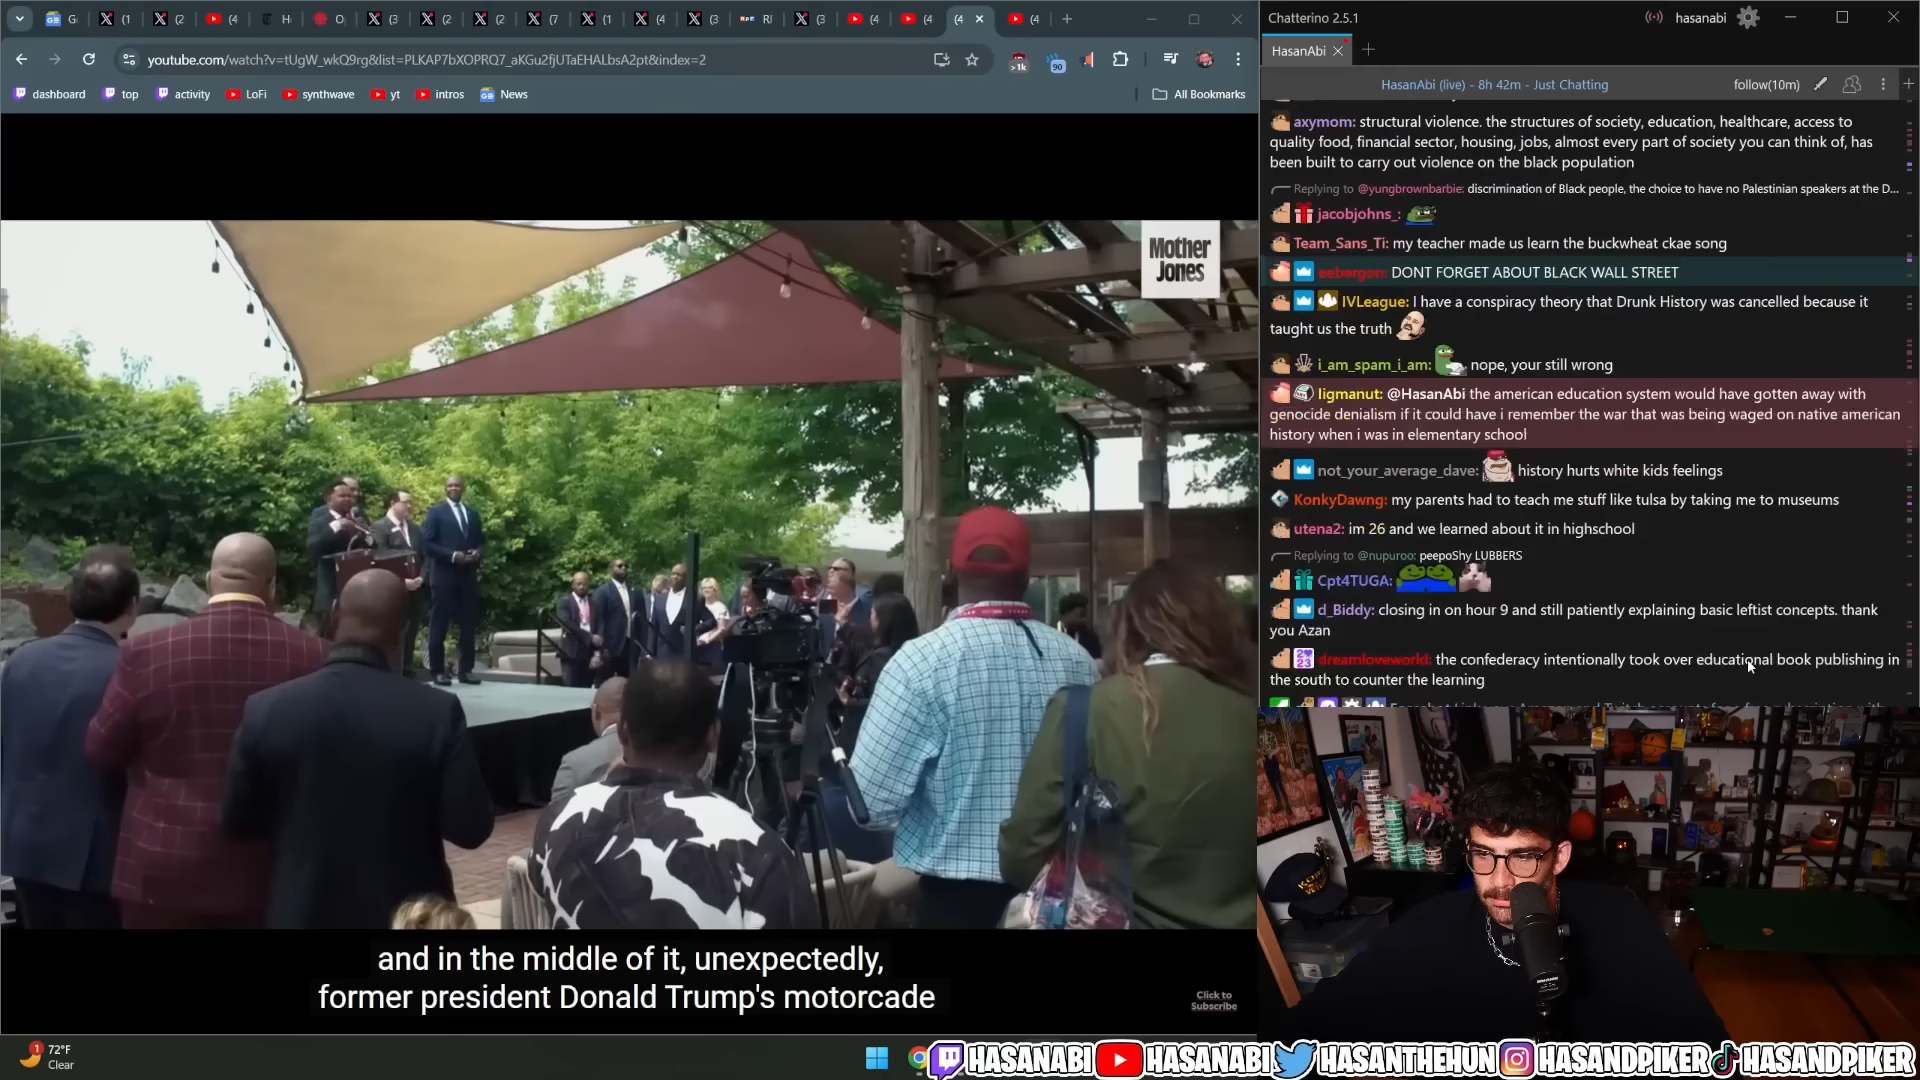 youtube.com/watch?v=tUgW_wkQ9rg&list=PLKAP7bXOPRQ7_aKGu2fjUTaEHALbsA2pt&index=2
>1k
90
dashboard top activity LoFi synthwave yt intros News
All Bookmarks
Mother
Jones
and in the middle of it, unexpectedly,
former president Donald Trump's motorcade
Click to
Subscribe
Chatterino 2.5.1
hasanabi
HasanAbi
HasanAbi (live) - 8h 42m - Just Chatting
follow(10m)
axymom: structural violence. the structures of society, education, healthcare, access to
quality food, financial sector, housing, jobs, almost every part of society you can think of, has
been built to carry out violence on the black population
Replying to @yungbrownbarbie: discrimination of Black people, the choice to have no Palestinian speakers at the D...
jacobjohns_:
Team_Sans_Ti: my teacher made us learn the buckwheat ckae song
eebergon: DONT FORGET ABOUT BLACK WALL STREET
IVLeague: I have a conspiracy theory that Drunk History was cancelled because it
taught us the truth
i_am_spam_i_am: nope, your still wrong
ligmanut: @HasanAbi the american education system would have gotten away with
genocide denialism if it could have i remember the war that was being waged on native american
history when i was in elementary school
not_your_average_dave: history hurts white kids feelings
KonkyDawng: my parents had to teach me stuff like tulsa by taking me to museums
utena2: im 26 and we learned about it in highschool
Replying to @nupuroo: peepoShy LUBBERS
Cpt4TUGA:
d_Biddy: closing in on hour 9 and still patiently explaining basic leftist concepts. thank
you Azan
dreamloveworld: the confederacy intentionally took over educational book publishing in
the south to counter the learning
1
72°F
Clear
HASANABI HASANABI HASANTHEHUN HASANDPIKER HASANDPIKER